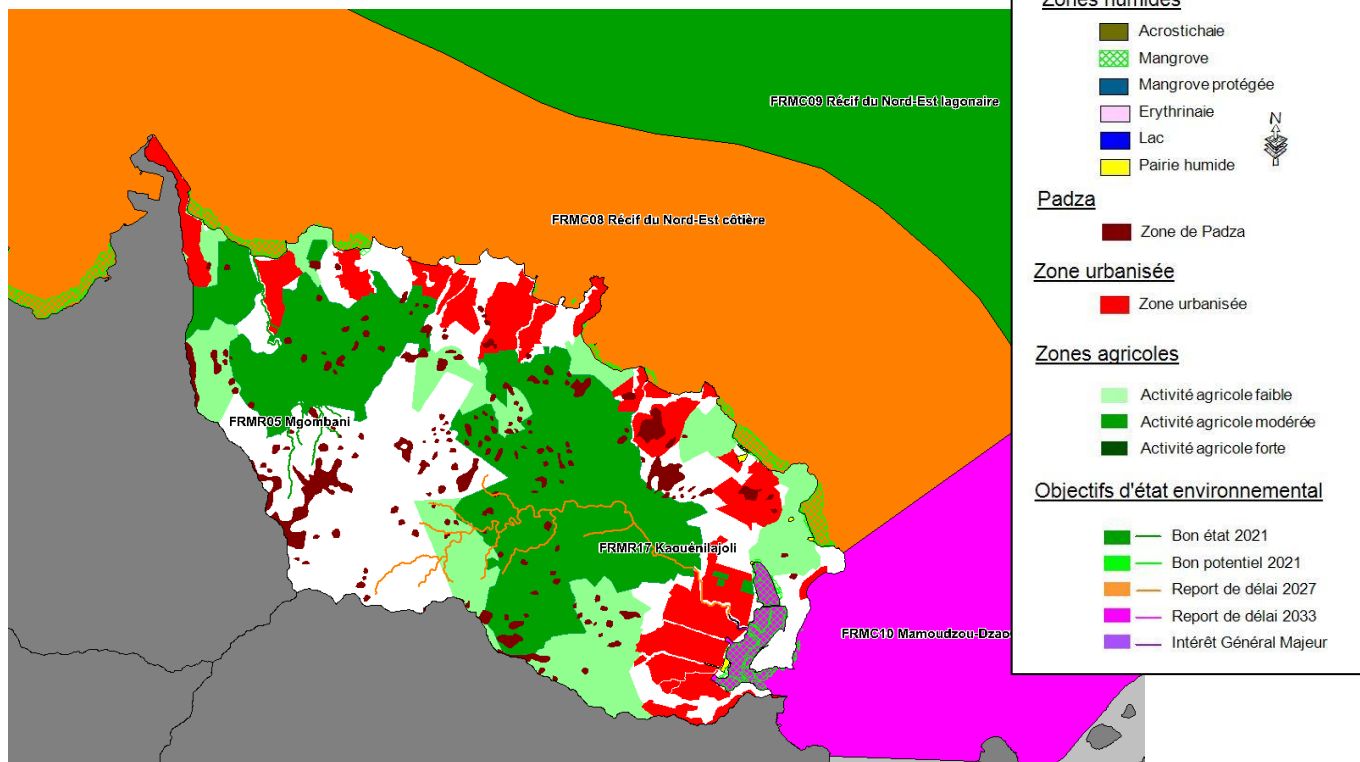 Zones humides
Acrostichaie
Mangrove
Mangrove protégée
Erythrinaie
Lac
Pairie humide
N
Padza
Zone de Padza
Zone urbanisée
Zone urbanisée
Zones agricoles
Activité agricole faible
Activité agricole modérée
Activité agricole forte
Objectifs d'état environnemental
Bon état 2021
Bon potentiel 2021
Report de délai 2027
Report de délai 2033
Intérêt Général Majeur
FRMC09 Récif du Nord-Est lagonaire
FRMC08 Récif du Nord-Est côtière
FRMR05 Mgombani
FRMR17 Kaouénilajoli
FRMC10 Mamoudzou-Dzao